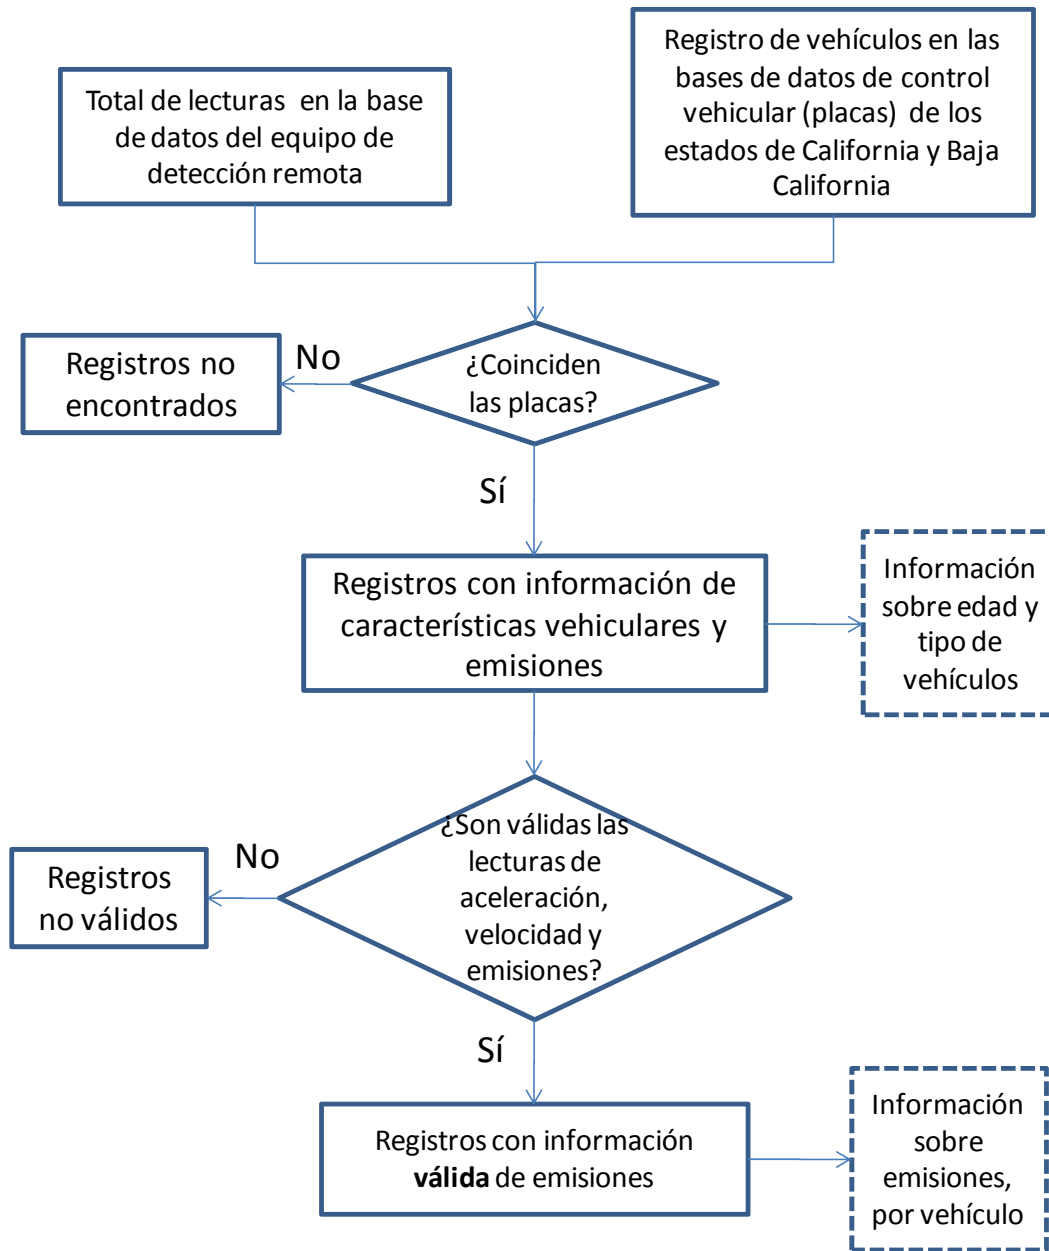 Total de lecturas en la base
de datos del equipo de
detección remota
Registro de vehículos en las
bases de datos de control
vehicular (placas) de los
estados de California y Baja
California
¿Coinciden
las placas?
No
Registros no
encontrados
Sí
Registros con información de
características vehiculares y
emisiones
Información
sobre edad y
tipo de
vehículos
¿Son válidas las
lecturas de
aceleración,
velocidad y
emisiones?
No
Registros
no válidos
Sí
Registros con información
válida de emisiones
Información
sobre
emisiones,
por vehículo